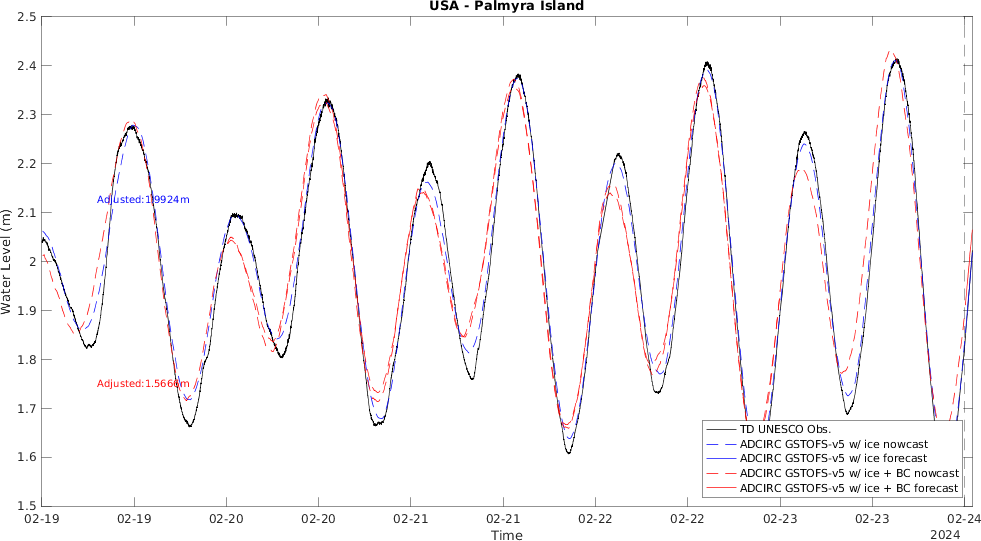 USA - Palmyra Island
2.5
2.4
2.3
2.2
2.1
2
1.9
1.8
1.7
1.6
1.5
Water Level (m)
Adjusted:1.9924m
Adjusted:1.5666m
TD UNESCO Obs.
ADCIRC GSTOFS-v5 w/ ice nowcast
ADCIRC GSTOFS-v5 w/ ice forecast
ADCIRC GSTOFS-v5 w/ ice + BC nowcast
ADCIRC GSTOFS-v5 w/ ice + BC forecast
02-19 02-19 02-20 02-20 02-21 02-21 02-22 02-22 02-23 02-23 02-24
Time
2024